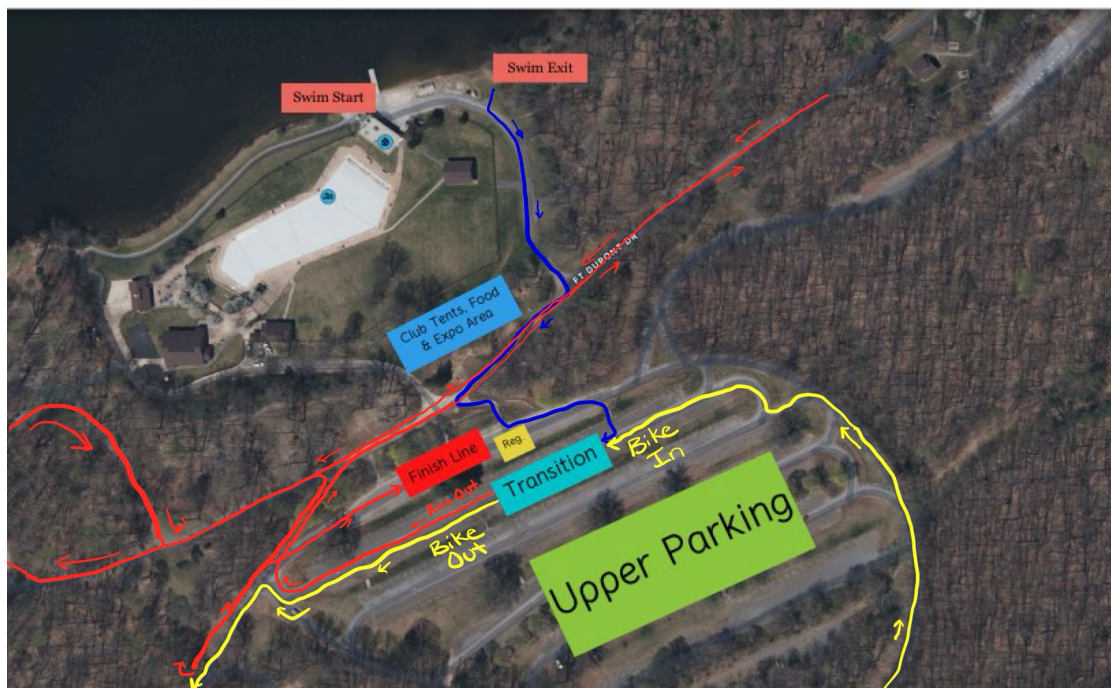 Swim Exit
Swim Start
FT DUPONT DR
Club Tents, Food
& Expo Area
Finish Line
Reg.
Bike
In
Transition
Run Out
Bike
Out
Upper Parking